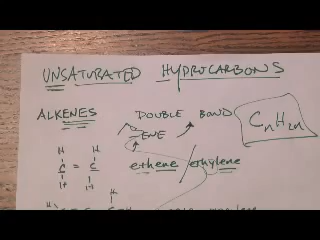 UNSATURATED HYDROCARBONS
ALKENES DOUBLE BOND CnH2n
ENE
H H
C = C ethene/ethylene
H H
H